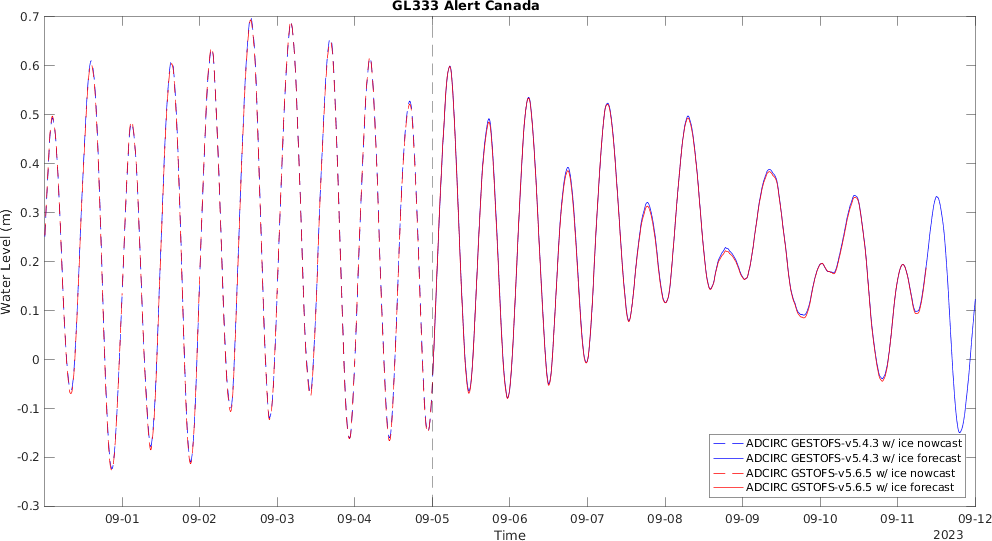 GL333 Alert Canada
0.7
0.6
0.5
0.4
0.3
0.2
0.1
0
-0.1
-0.2
-0.3
Water Level (m)
ADCIRC GESTOFS-v5.4.3 w/ ice nowcast
ADCIRC GESTOFS-v5.4.3 w/ ice forecast
ADCIRC GSTOFS-v5.6.5 w/ ice nowcast
ADCIRC GSTOFS-v5.6.5 w/ ice forecast
09-01 09-02 09-03 09-04 09-05 09-06 09-07 09-08 09-09 09-10 09-11 09-12
Time
2023